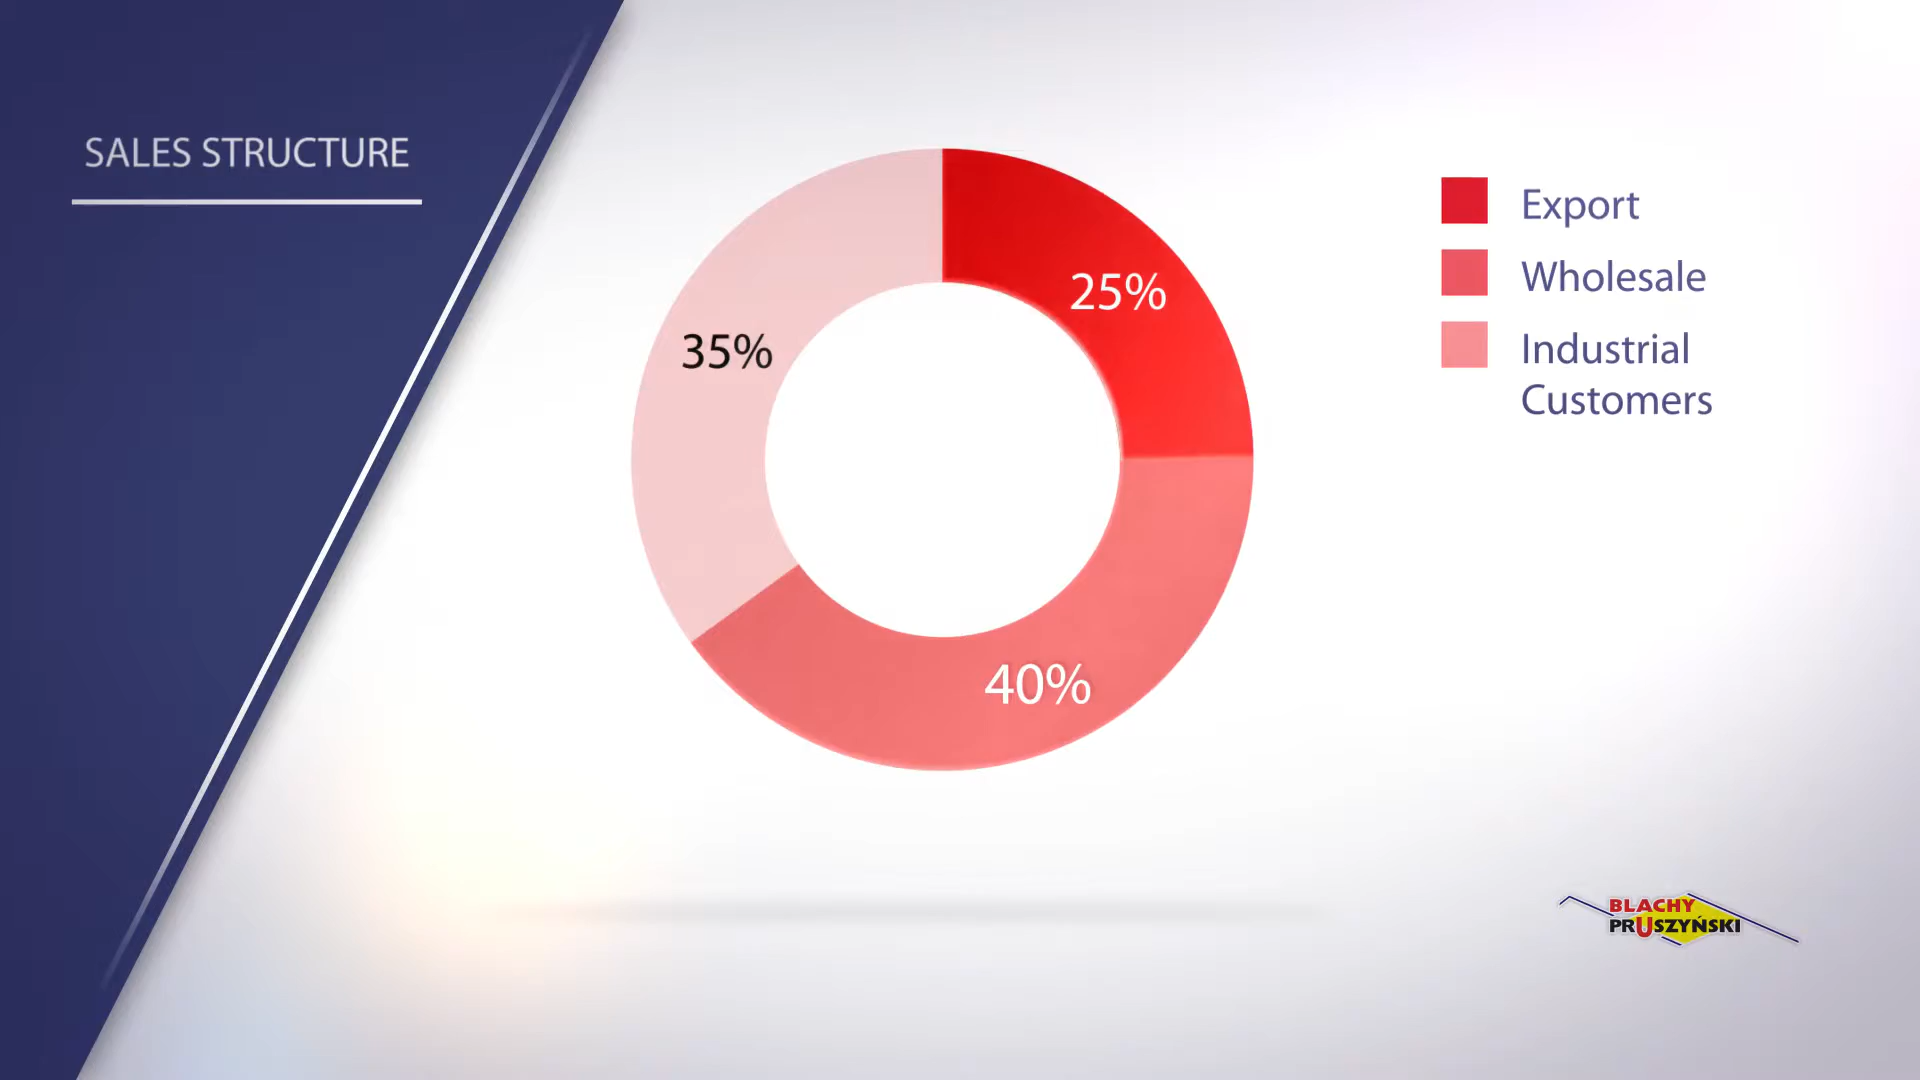 SALES STRUCTURE
25%
35%
40%
Export
Wholesale
Industrial
Customers
BLACHY
PRUSZYŃSKI